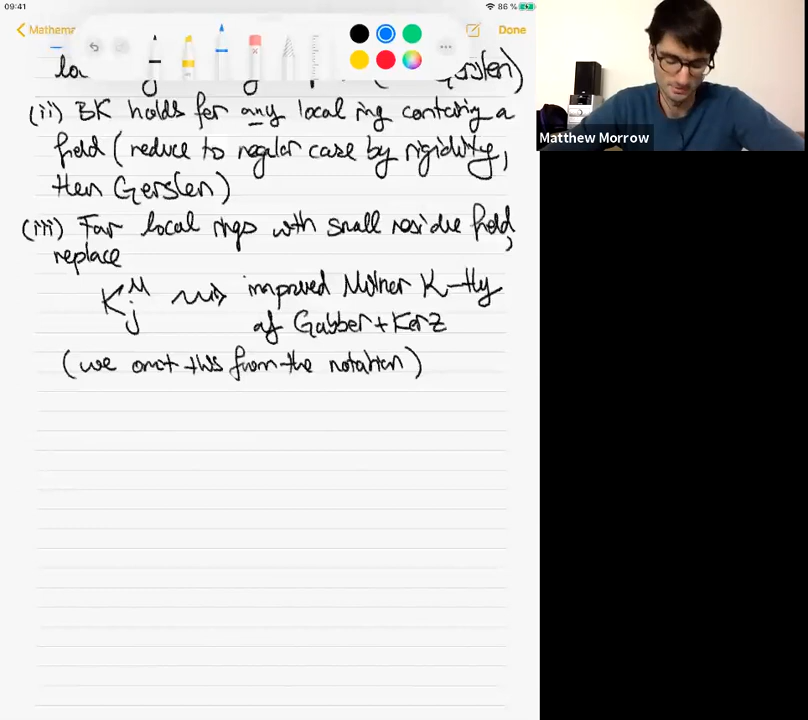 09:41
86 %
Mathema
Done
(ii) BK holds for any local ring containing a
field (reduce to regular case by rigidity,
then Gersten)
(iii) For local rings with small residue field,
replace
K_j^M ⇝ improved Milnor K-thy
of Gabber + Kerz
(we omit this from the notation)
Matthew Morrow